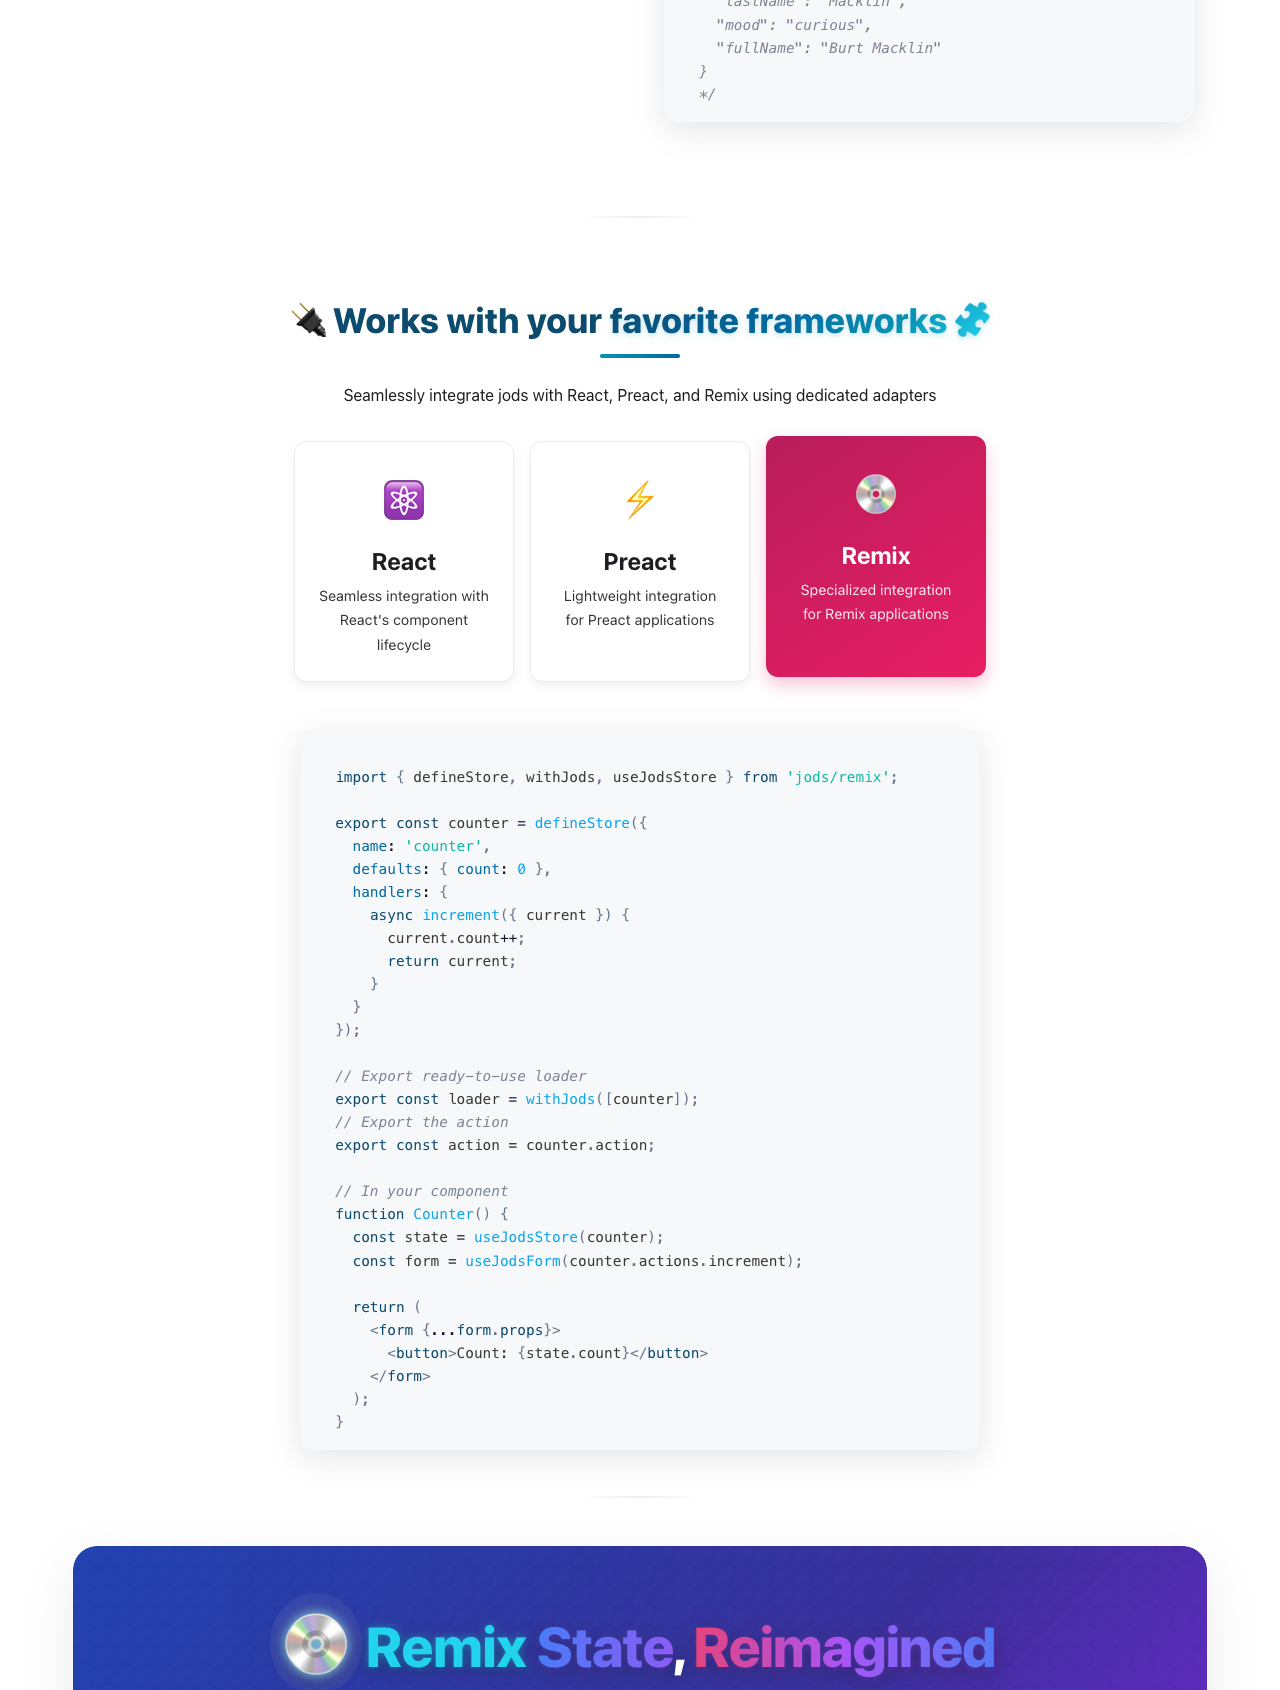 "lastName": "Macklin",
"mood": "curious",
"fullName": "Burt Macklin"
}
*/
Works with your favorite frameworks
Seamlessly integrate jods with React, Preact, and Remix using dedicated adapters
React
Seamless integration with
React's component
lifecycle
Preact
Lightweight integration
for Preact applications
Remix
Specialized integration
for Remix applications
import { defineStore, withJods, useJodsStore } from 'jods/remix';
export const counter = defineStore({
name: 'counter',
defaults: { count: 0 },
handlers: {
async increment({ current }) {
current.count++;
return current;
}
}
});
// Export ready-to-use loader
export const loader = withJods([counter]);
// Export the action
export const action = counter.action;
// In your component
function Counter() {
const state = useJodsStore(counter);
const form = useJodsForm(counter.actions.increment);
return (
<form {...form.props}>
<button>Count: {state.count}</button>
</form>
);
}
Remix State, Reimagined